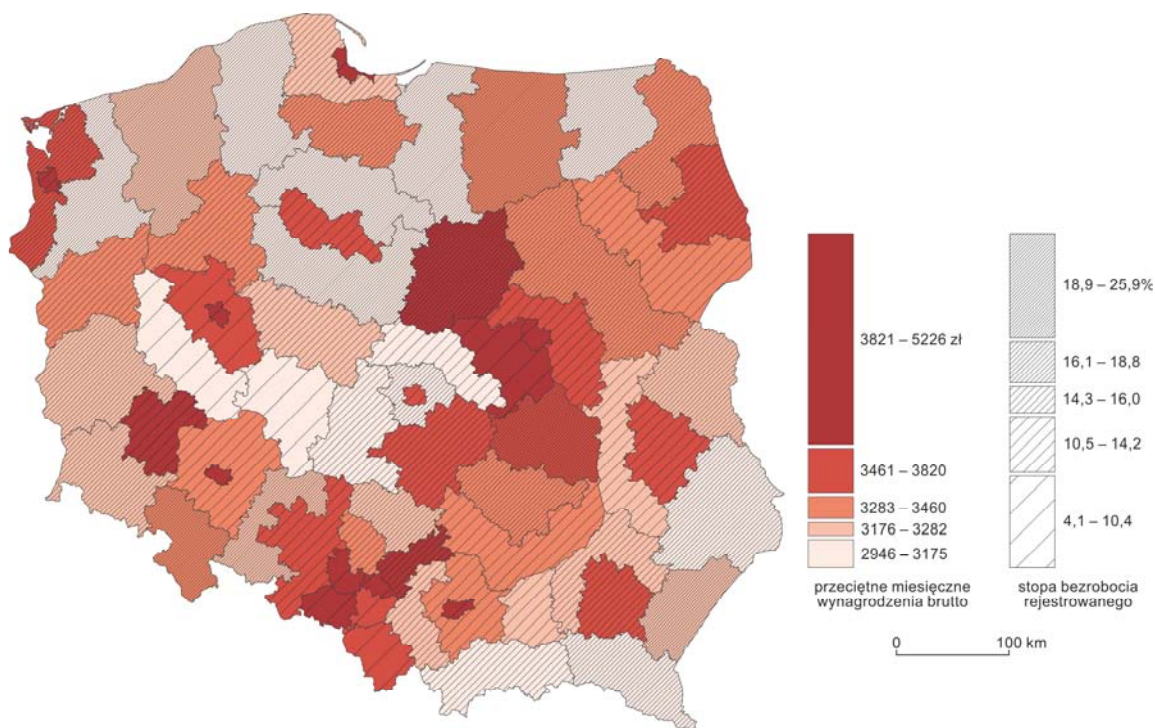 3821 – 5226 zł
3461 – 3820
3283 – 3460
3176 – 3282
2946 – 3175
przeciętne miesięczne
wynagrodzenia brutto
18,9 – 25,9%
16,1 – 18,8
14,3 – 16,0
10,5 – 14,2
4,1 – 10,4
stopa bezrobocia
rejestrowanego
0 100 km